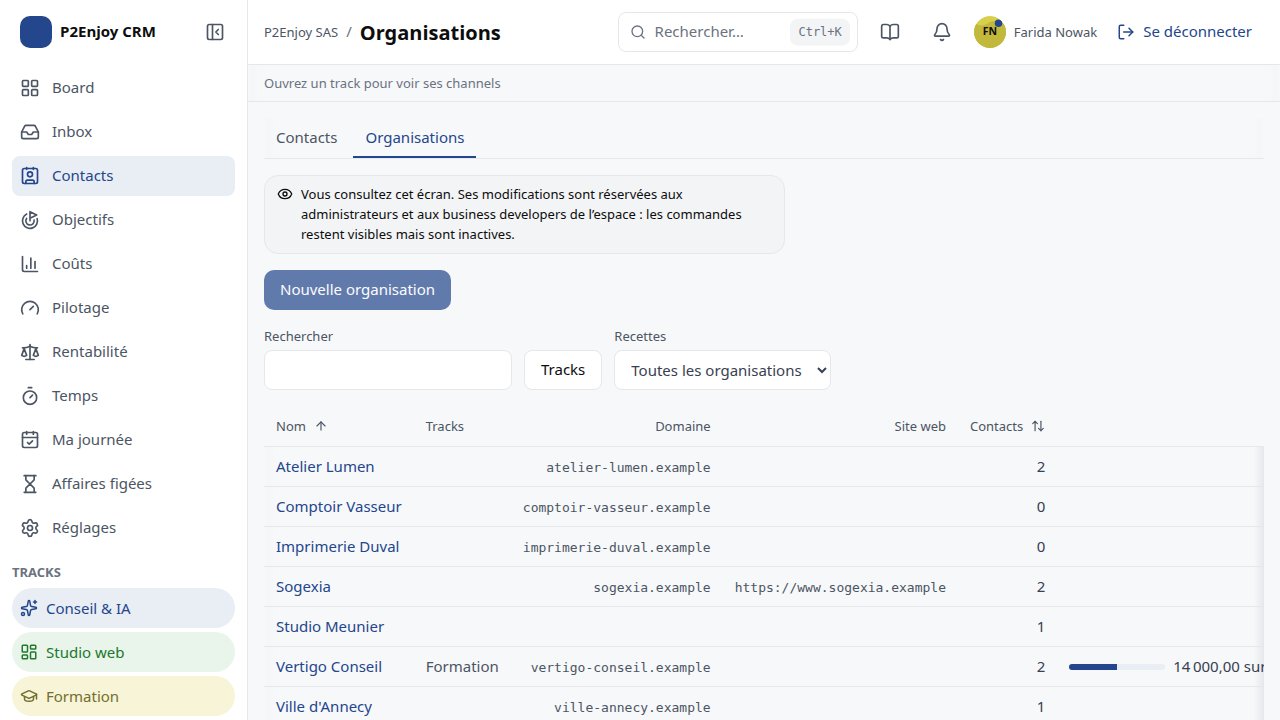 P2Enjoy CRM
P2Enjoy SAS / Organisations
Rechercher... Ctrl+K
FN Farida Nowak
Se déconnecter
Board
Inbox
Contacts
Objectifs
Coûts
Pilotage
Rentabilité
Temps
Ma journée
Affaires figées
Réglages
TRACKS
Conseil & IA
Studio web
Formation
Ouvrez un track pour voir ses channels
Contacts Organisations
Vous consultez cet écran. Ses modifications sont réservées aux
administrateurs et aux business developers de l’espace : les commandes
restent visibles mais sont inactives.
Nouvelle organisation
Rechercher Recettes
Tracks Toutes les organisations
Nom Tracks Domaine Site web Contacts
Atelier Lumen atelier-lumen.example 2
Comptoir Vasseur comptoir-vasseur.example 0
Imprimerie Duval imprimerie-duval.example 0
Sogexia sogexia.example https://www.sogexia.example 2
Studio Meunier 1
Vertigo Conseil Formation vertigo-conseil.example 2 14 000,00 sur
Ville d'Annecy ville-annecy.example 1